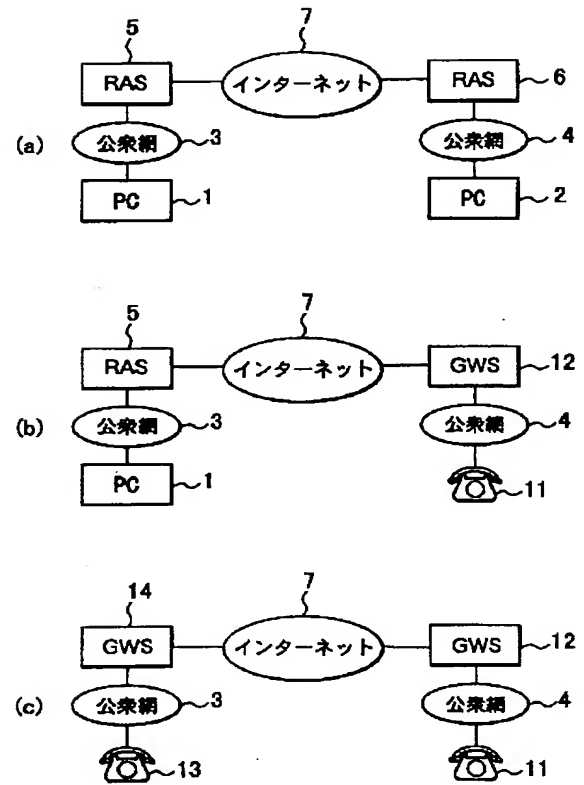 7
5
RAS インターネット RAS 6
(a) 公衆網 3 公衆網 4
PC 1 PC 2
7
5
RAS インターネット GWS 12
(b) 公衆網 3 公衆網 4
PC 1 11
7
14
GWS インターネット GWS 12
(c) 公衆網 3 公衆網 4
13 11